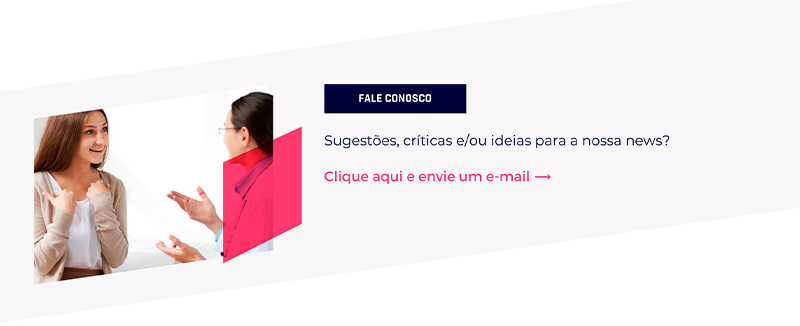 FALE CONOSCO
Sugestões, críticas e/ou ideias para a nossa news?
Clique aqui e envie um e-mail ⟶